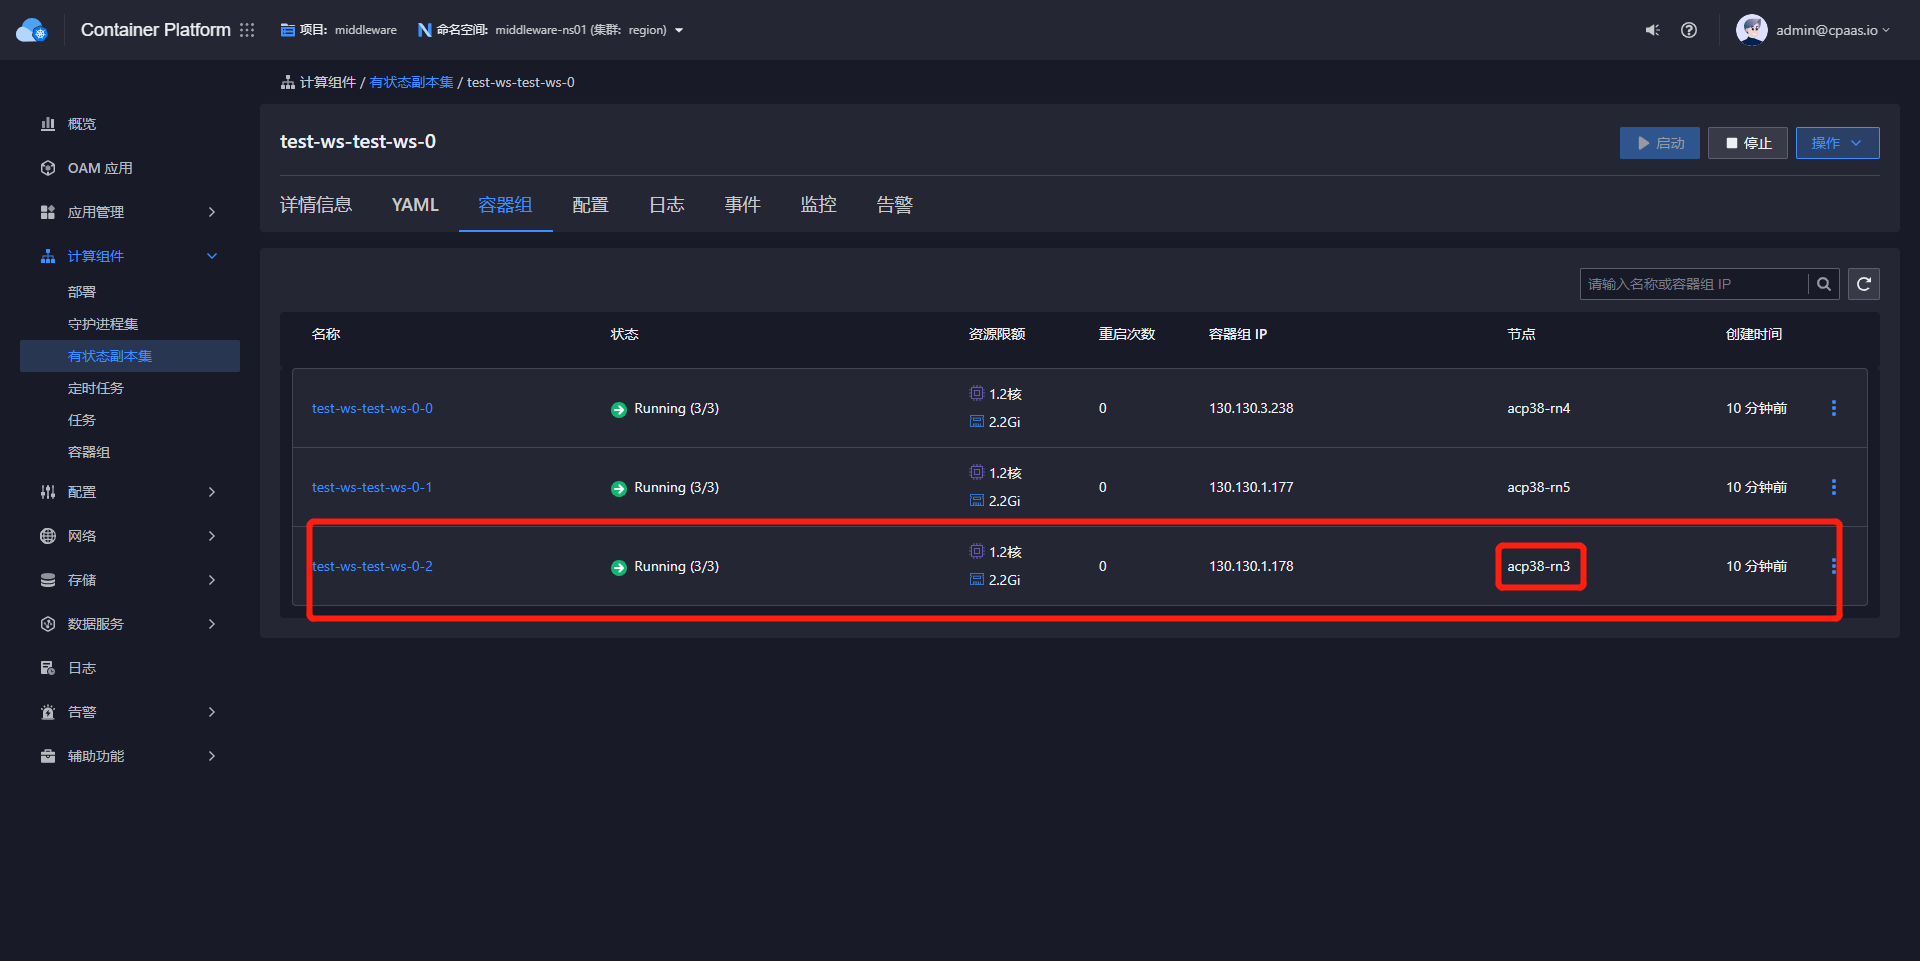 Container Platform
项目: middleware
命名空间: middleware-ns01 (集群: region)
admin@cpaas.io
计算组件 / 有状态副本集 / test-ws-test-ws-0
概览
OAM 应用
应用管理
计算组件
部署
守护进程集
有状态副本集
定时任务
任务
容器组
配置
网络
存储
数据服务
日志
告警
辅助功能
test-ws-test-ws-0
启动
停止
操作
详情信息 YAML 容器组 配置 日志 事件 监控 告警
请输入名称或容器组 IP
名称 状态 资源限额 重启次数 容器组 IP 节点 创建时间
test-ws-test-ws-0-0 Running (3/3) 1.2核 2.2Gi 0 130.130.3.238 acp38-rn4 10 分钟前
test-ws-test-ws-0-1 Running (3/3) 1.2核 2.2Gi 0 130.130.1.177 acp38-rn5 10 分钟前
test-ws-test-ws-0-2 Running (3/3) 1.2核 2.2Gi 0 130.130.1.178 acp38-rn3 10 分钟前